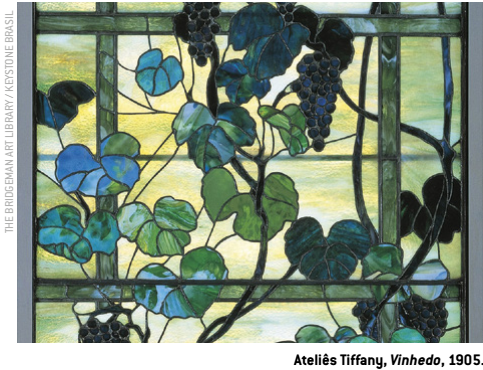 THE BRIDGEMAN ART LIBRARY / KEYSTONE BRASIL
Ateliês Tiffany, Vinhedo, 1905.